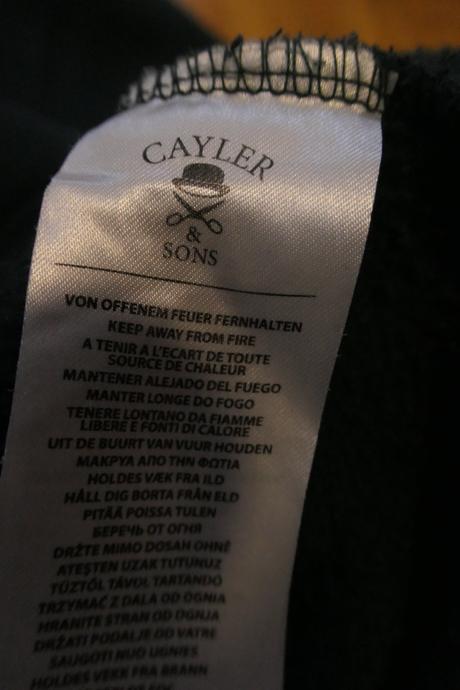 CAYLER
&
SONS
VON OFFENEM FEUER FERNHALTEN
KEEP AWAY FROM FIRE
A TENIR A L'ECART DE TOUTE
SOURCE DE CHALEUR
MANTENER ALEJADO DEL FUEGO
MANTER LONGE DO FOGO
TENERE LONTANO DA FIAMME
LIBERE E FONTI DI CALORE
UIT DE BUURT VAN VUUR HOUDEN
ΜΑΚΡΥΑ ΑΠΟ ΤΗΝ ΦΩΤΙΑ
HOLDES VÆK FRA ILD
HÅLL DIG BORTA FRÅN ELD
PITÄÄ POISSA TULEN
БЕРЕЧЬ ОТ ОГНЯ
DRŽTE MIMO DOSAH OHNĚ
ATEŞTEN UZAK TUTUNUZ
TŰZTŐL TÁVOL TARTANDÓ
TRZYMAĆ Z DALA OD OGNIA
HRANITE STRAN OD OGNJA
DRŽATI PODALJE OD VATRE
SAUGOTI NUO UGNIES
HOLDES VEKK FRA BRANN